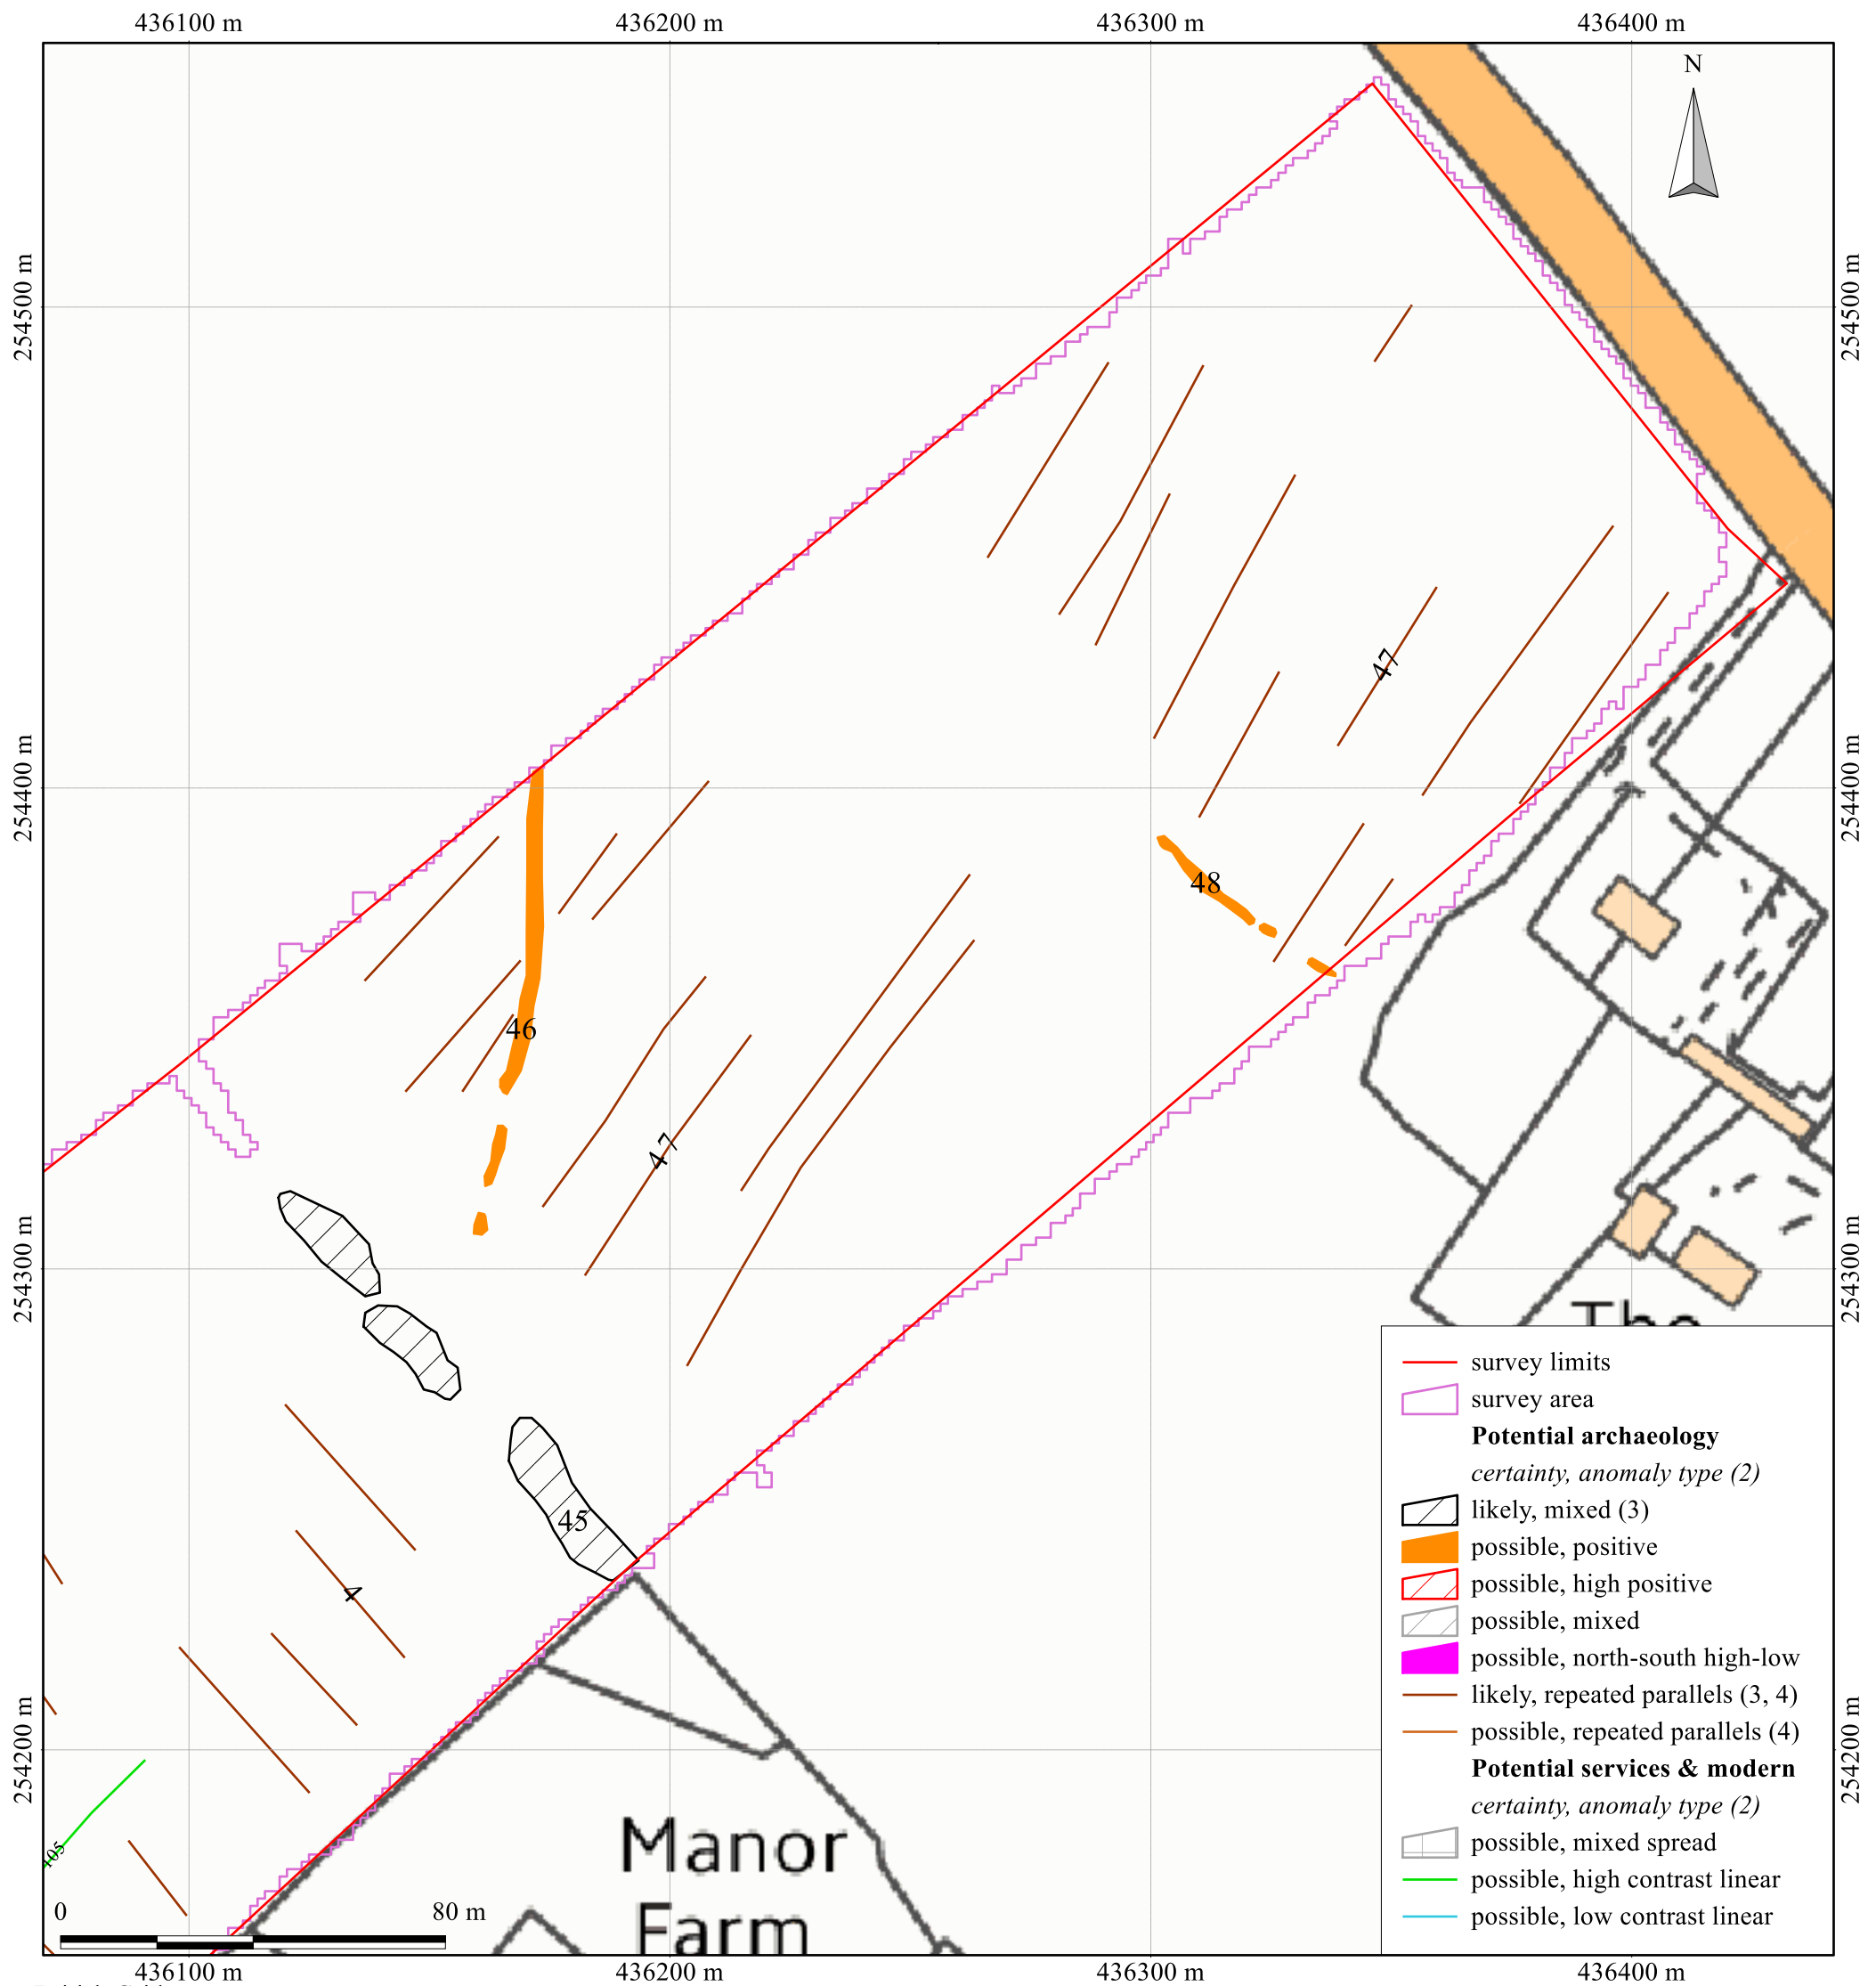 436100 m 436200 m 436300 m 436400 m
N
254500 m 254500 m
47
254400 m 254400 m
48
46
47
254300 m 254300 m
The
survey limits
survey area
Potential archaeology
certainty, anomaly type (2)
45
likely, mixed (3)
possible, positive
possible, high positive
4
possible, mixed
possible, north-south high-low
likely, repeated parallels (3, 4)
254200 m 254200 m
possible, repeated parallels (4)
Potential services & modern
certainty, anomaly type (2)
Manor
Farm
possible, mixed spread
possible, high contrast linear
possible, low contrast linear
0 80 m
436100 m 436200 m 436300 m 436400 m